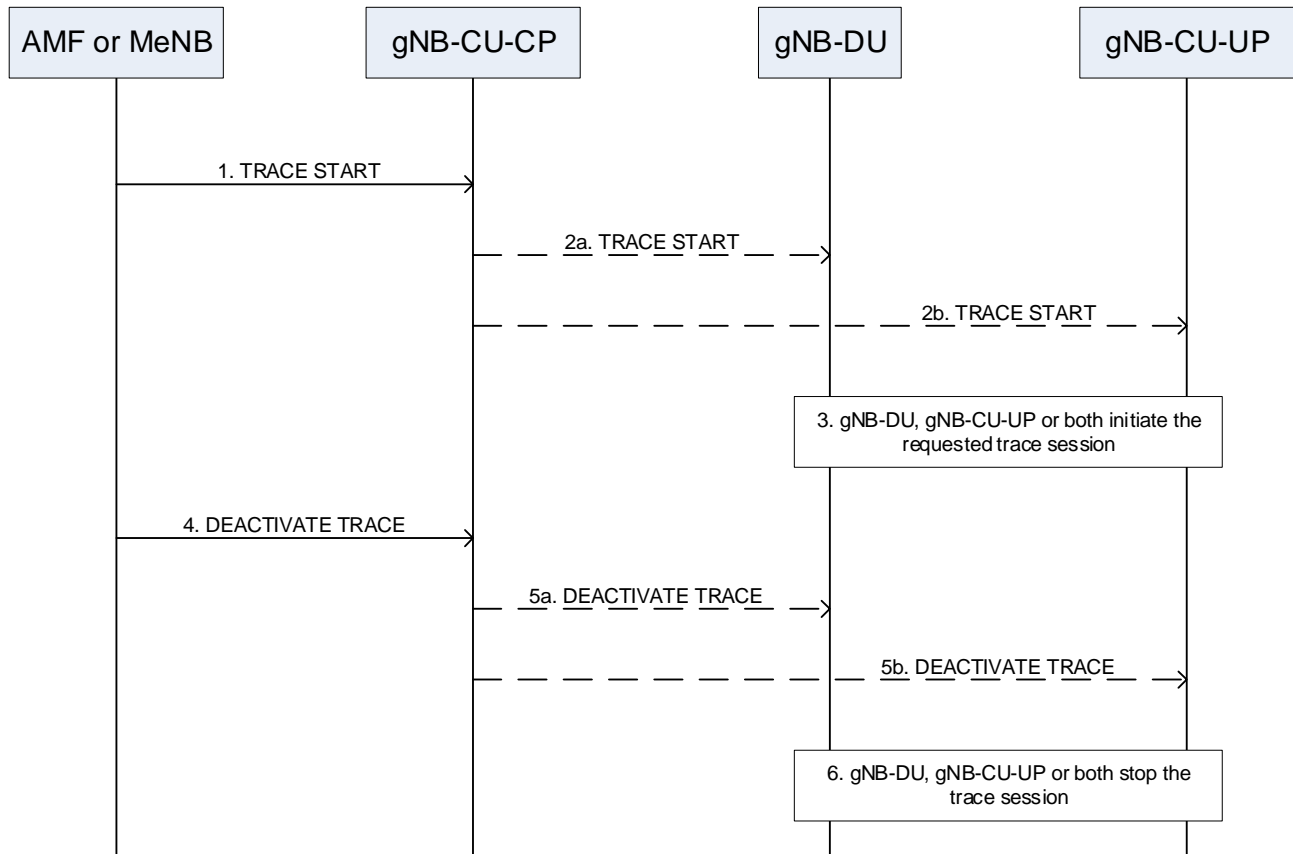 AMF or MeNB
gNB-CU-CP
gNB-DU
gNB-CU-UP
1. TRACE START
2a. TRACE START
2b. TRACE START
3. gNB-DU, gNB-CU-UP or both initiate the
requested trace session
4. DEACTIVATE TRACE
5a. DEACTIVATE TRACE
5b. DEACTIVATE TRACE
6. gNB-DU, gNB-CU-UP or both stop the
trace session